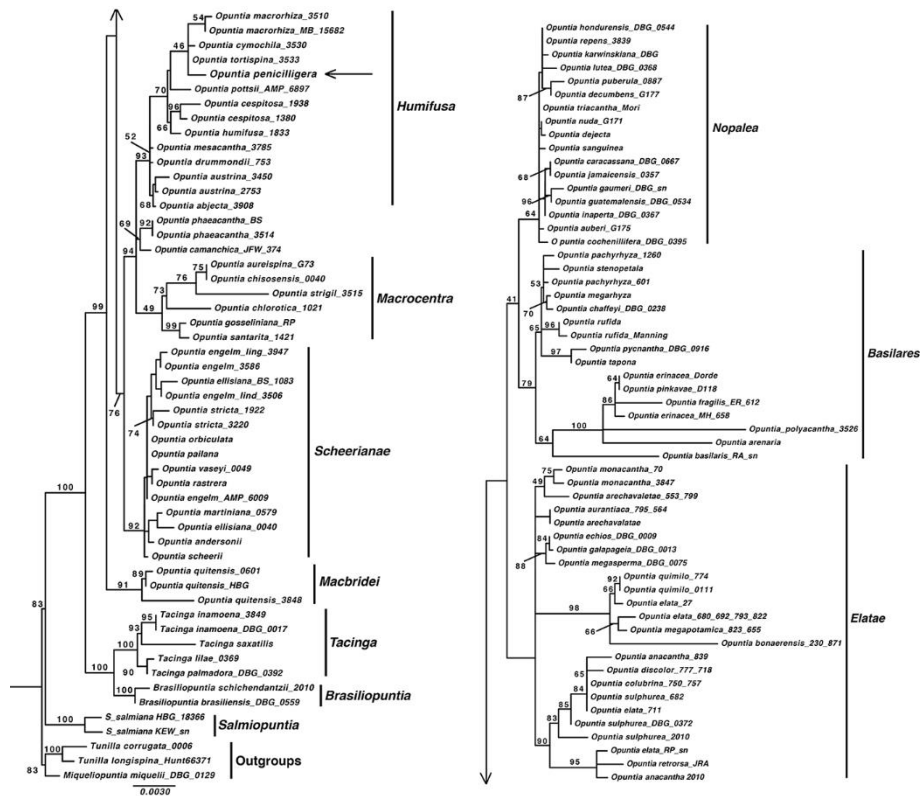 54
Opuntia macrorhiza_3510
Opuntia macrorhiza_MB_15682
46
Opuntia cymochila_3530
Opuntia tortispina_3533
Opuntia penicilligera
70
Opuntia pottsii_AMP_6897
Humifusa
96
Opuntia cespitosa_1938
Opuntia cespitosa_1380
66
Opuntia humifusa_1833
52
Opuntia mesacantha_3785
93
Opuntia drummondii_753
Opuntia austrina_3450
Opuntia austrina_2753
68
Opuntia abjecta_3908
69
92
Opuntia phaeacantha_BS
Opuntia phaeacantha_3514
94
Opuntia camanchica_JFW_374
75
Opuntia aureispina_G73
76
Opuntia chisosensis_0040
73
Opuntia strigil_3515
Macrocentra
49
Opuntia chlorotica_1021
99
Opuntia gosseliniana_RP
Opuntia santarita_1421
99
Opuntia engelm_ling_3947
Opuntia engelm_3586
Opuntia ellisiana_BS_1083
Opuntia engelm_lind_3506
76
Opuntia stricta_1922
74
Opuntia stricta_3220
Opuntia orbiculata
Scheerianae
Opuntia pailana
Opuntia vaseyi_0049
Opuntia rastrera
Opuntia engelm_AMP_6009
Opuntia martiniana_0579
92
Opuntia ellisiana_0040
Opuntia andersonii
Opuntia scheerii
100
89
Opuntia quitensis_0601
91
Opuntia quitensis_HBG
Macbridei
Opuntia quitensis_3848
83
95
Tacinga inamoena_3849
93
Tacinga inamoena_DBG_0017
100
Tacinga saxatilis
Tacinga
Tacinga lilae_0369
90
Tacinga palmadora_DBG_0392
100
100
Brasiliopuntia schichendantzii_2010
Brasiliopuntia brasiliensis_DBG_0559
Brasiliopuntia
100
S_salmiana HBG_18366
S_salmiana KEW_sn
Salmiopuntia
100
Tunilla corrugata_0006
Tunilla longispina_Hunt66371
Outgroups
83
Miqueliopuntia miquelii_DBG_0129
0.0030
Opuntia hondurensis_DBG_0544
Opuntia repens_3839
Opuntia karwinskiana_DBG
Opuntia lutea_DBG_0368
Opuntia puberula_0887
87
Opuntia decumbens_G177
Opuntia triacantha_Mori
Nopalea
Opuntia nuda_G171
Opuntia dejecta
Opuntia sanguinea
Opuntia caracassana_DBG_0667
68
Opuntia jamaicensis_0357
Opuntia gaumeri_DBG_sn
96
Opuntia guatemalensis_DBG_0534
Opuntia inaperta_DBG_0367
64
Opuntia auberi_G175
O puntia cochenillifera_DBG_0395
Opuntia pachyrhyza_1260
41
Opuntia stenopetala
53
Opuntia pachyrhyza_601
Opuntia megarhyza
70
Opuntia chaffeyi_DBG_0238
65
96
Opuntia rufida
Opuntia rufida_Manning
97
Opuntia pycnantha_DBG_0916
Opuntia tapona
Basilares
79
64
Opuntia erinacea_Dorde
Opuntia pinkavae_D118
86
Opuntia fragilis_ER_612
Opuntia erinacea_MH_658
100
Opuntia_polyacantha_3526
64
Opuntia arenaria
Opuntia basilaris_RA_sn
75
Opuntia monacantha_70
49
Opuntia monacantha_3847
Opuntia arechavaletae_553_799
Opuntia aurantiaca_795_564
Opuntia arechavalatae
84
Opuntia echios_DBG_0009
Opuntia galapageia_DBG_0013
88
Opuntia megasperma_DBG_0075
92
Opuntia quimilo_774
Opuntia quimilo_0111
66
Opuntia elata_27
Elatae
98
Opuntia elata_680_692_793_822
66
Opuntia megapotamica_823_655
Opuntia bonaerensis_230_871
Opuntia anacantha_839
Opuntia discolor_777_718
65
Opuntia colubrina_750_757
84
Opuntia sulphurea_682
85
Opuntia elata_711
83
Opuntia sulphurea_DBG_0372
Opuntia sulphurea_2010
90
Opuntia elata_RP_sn
95
Opuntia retrorsa_JRA
Opuntia anacantha 2010